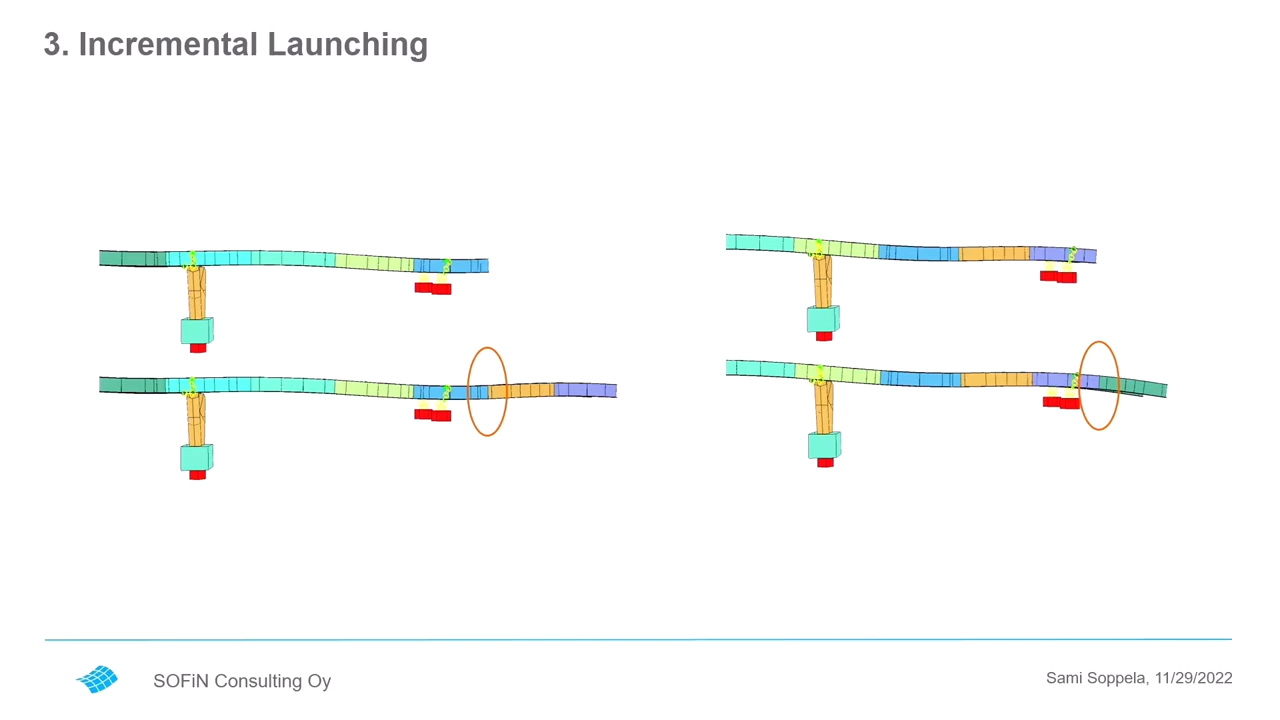 3. Incremental Launching
SOFiN Consulting Oy
Sami Soppela, 11/29/2022